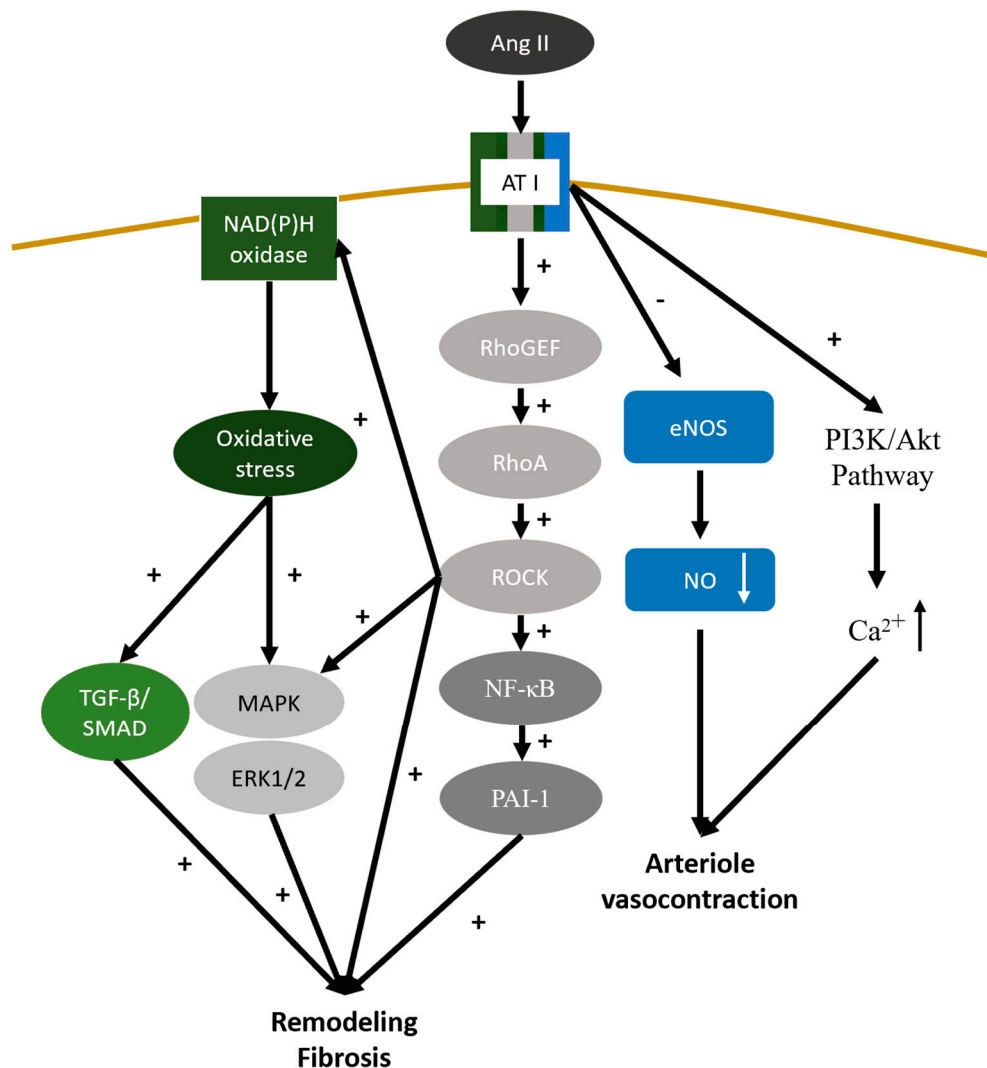 Ang II
AT I
NAD(P)H
oxidase
+
-
+
RhoGEF
+
+
eNOS
PI3K/Akt
Pathway
Oxidative
stress
RhoA
+
+
+
+
ROCK
NO
Ca²⁺
+
TGF-β/
SMAD
MAPK
NF-κB
+
+
ERK1/2
PAI-1
+
+
+
Arteriole
vasocontraction
Remodeling
Fibrosis